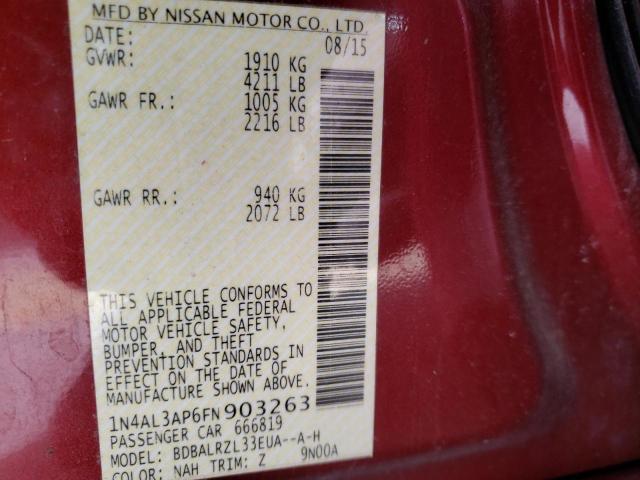 MFD BY NISSAN MOTOR CO., LTD.
DATE: 08/15
GVWR: 1910 KG
4211 LB
GAWR FR.: 1005 KG
2216 LB
GAWR RR.: 940 KG
2072 LB
THIS VEHICLE CONFORMS TO
ALL APPLICABLE FEDERAL
MOTOR VEHICLE SAFETY,
BUMPER, AND THEFT
PREVENTION STANDARDS IN
EFFECT ON THE DATE OF
MANUFACTURE SHOWN ABOVE.
1N4AL3AP6FN903263
PASSENGER CAR 666819
MODEL: BDBALRZL33EUA--A-H
COLOR: NAH TRIM: Z 9N00A